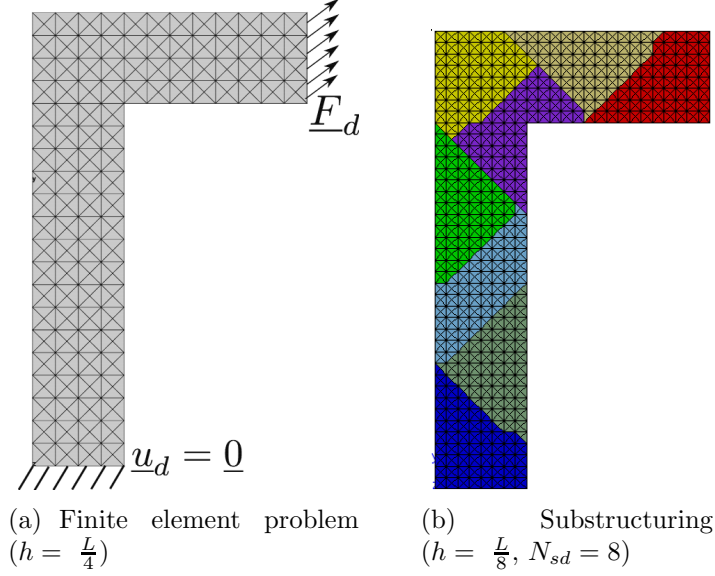 F_d
u_d = 0
(a) Finite element problem
(h = L/4)
(b) Substructuring
(h = L/8, N_sd = 8)